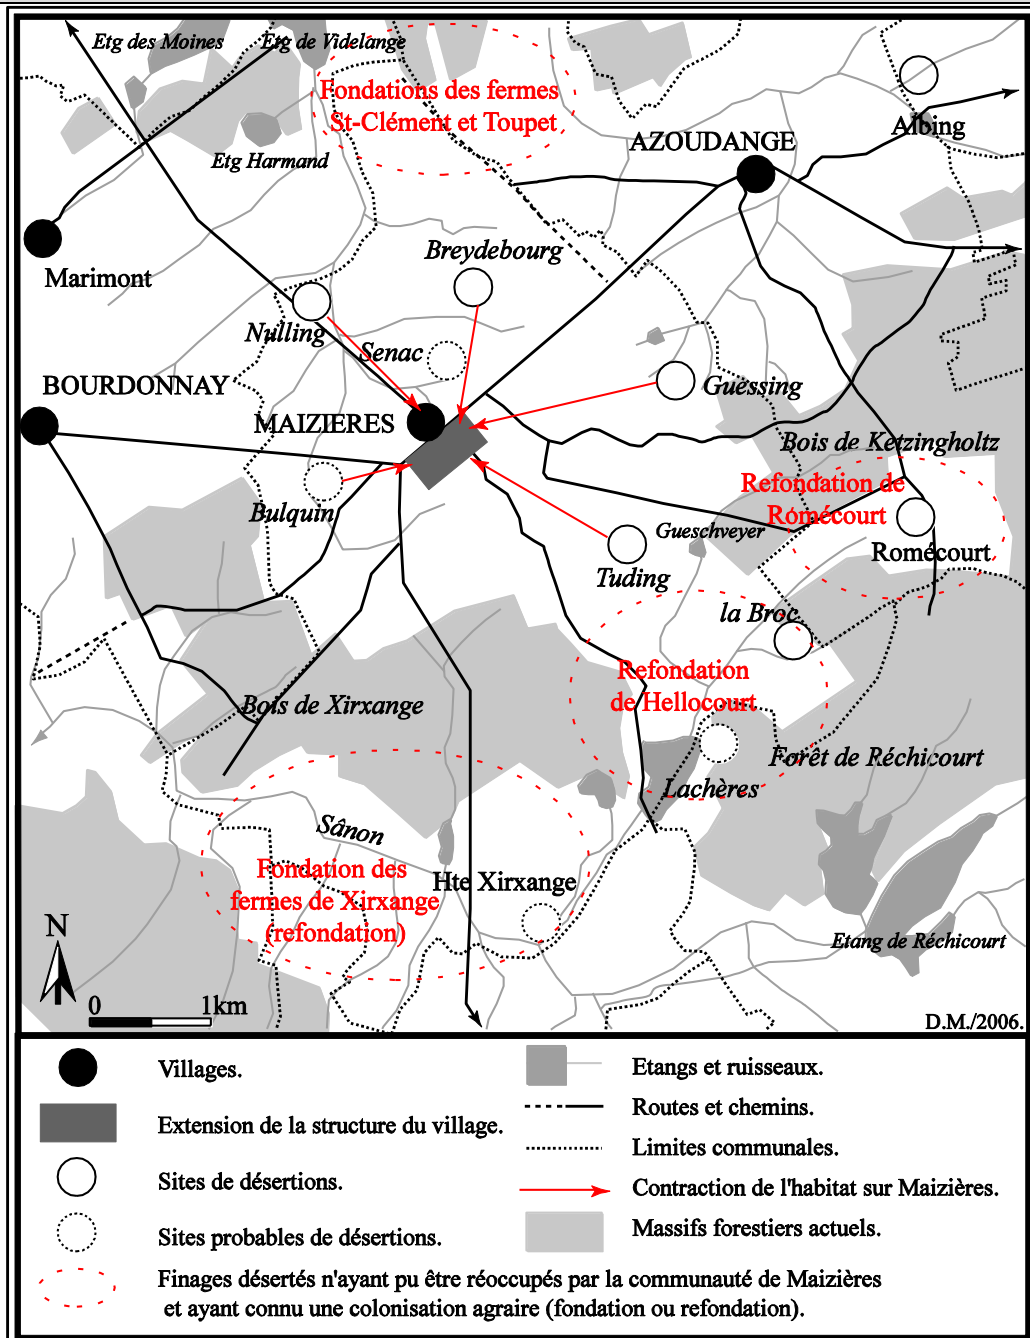 Etg des Moines
Etg de Videlange
Fondations des fermes
St-Clément et Toupet
AZOUDANGE
Albing
Etg Harmand
Marimont
Breydebourg
Nulling
Senac
BOURDONNAY
MAIZIERES
Guessing
Bois de Ketzingholtz
Refondation de
Romécourt
Bulquin
Gueschveyer
Romécourt
Tuding
la Broc
Refondation
de Hellocourt
Bois de Xirxange
Forêt de Réchicourt
Lachères
Sânon
Fondation des
fermes de Xirxange
(refondation)
Hte Xirxange
Etang de Réchicourt
N
0 1km
D.M./2006.
Villages.
Extension de la structure du village.
Sites de désertions.
Sites probables de désertions.
Etangs et ruisseaux.
Routes et chemins.
Limites communales.
Contraction de l'habitat sur Maizières.
Massifs forestiers actuels.
Finages désertés n'ayant pu être réoccupés par la communauté de Maizières
et ayant connu une colonisation agraire (fondation ou refondation).